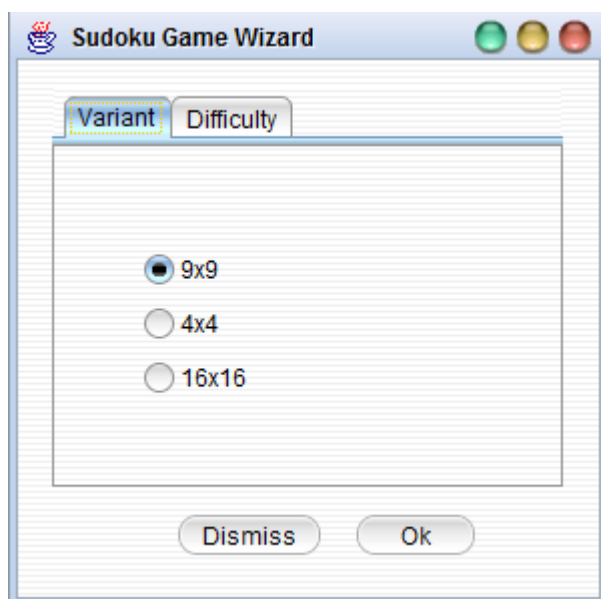 Sudoku Game Wizard
Variant Difficulty
9x9
4x4
16x16
Dismiss Ok